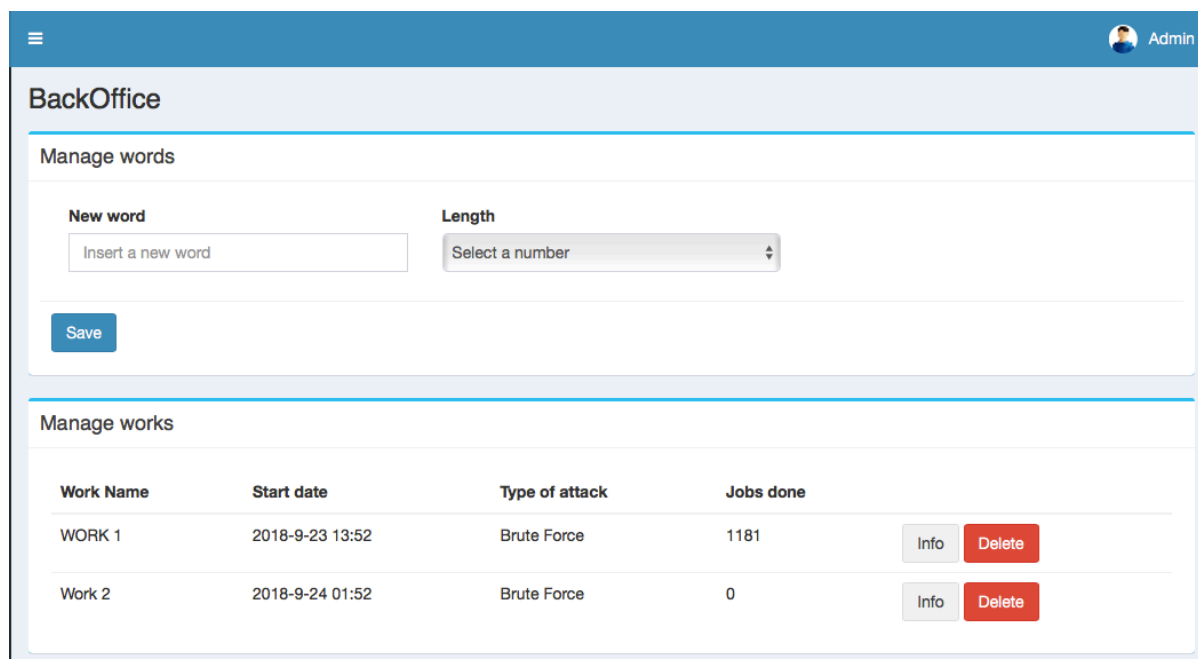 Admin
BackOffice
Manage words
New word Length
Insert a new word Select a number
Save
Manage works
Work Name Start date Type of attack Jobs done
WORK 1 2018-9-23 13:52 Brute Force 1181 Info Delete
Work 2 2018-9-24 01:52 Brute Force 0 Info Delete